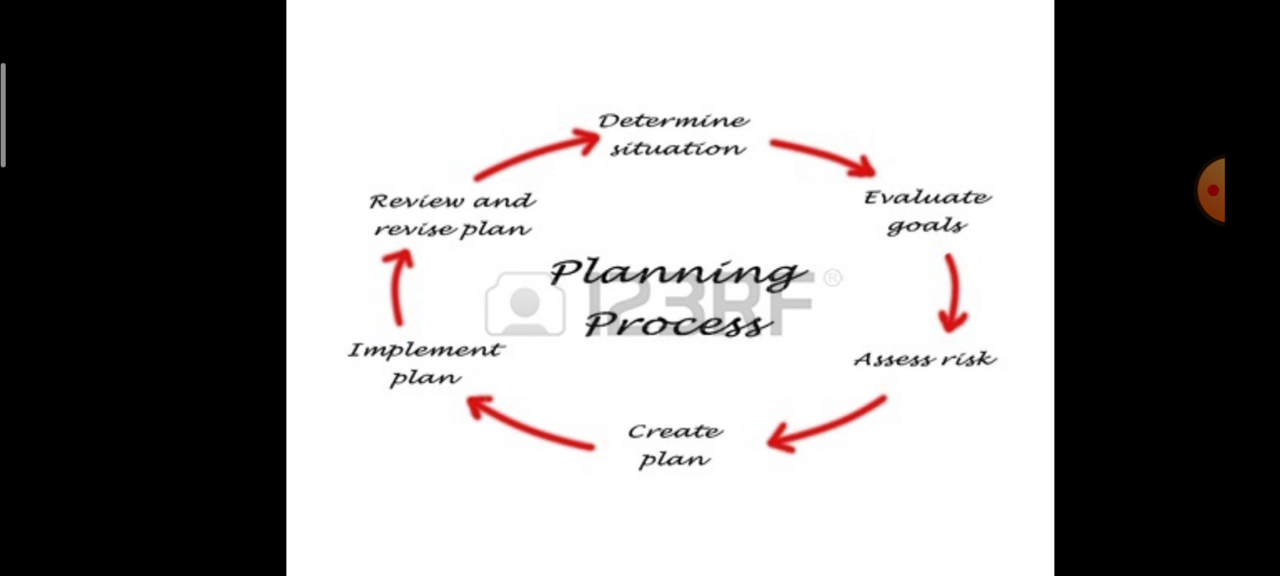 Determine
situation
Evaluate
goals
Assess risk
Create
plan
Implement
plan
Review and
revise plan
Planning
Process
123RF®